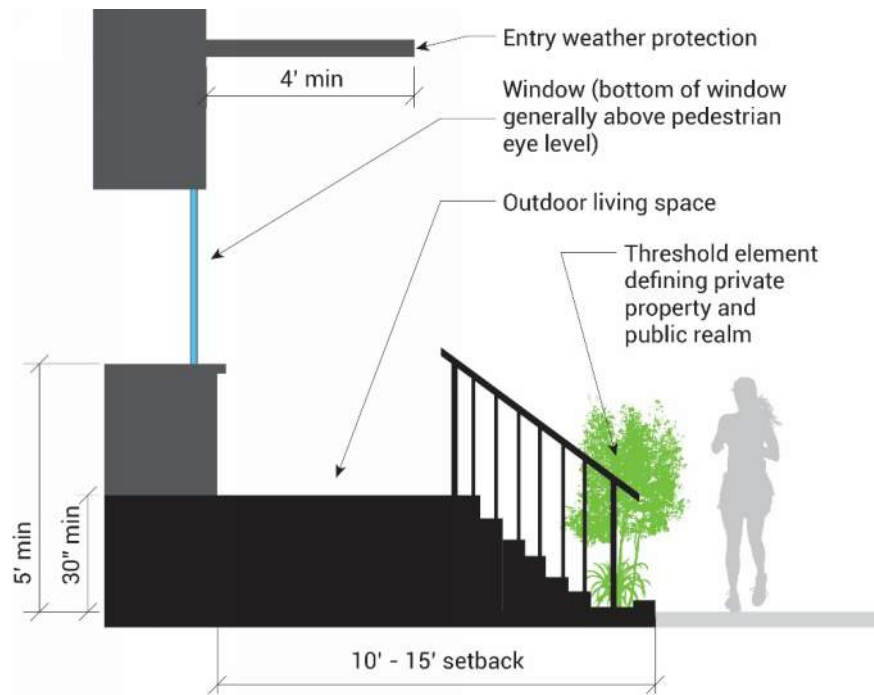 Entry weather protection
4' min
Window (bottom of window
generally above pedestrian
eye level)
Outdoor living space
Threshold element
defining private
property and
public realm
5' min
30" min
10' - 15' setback